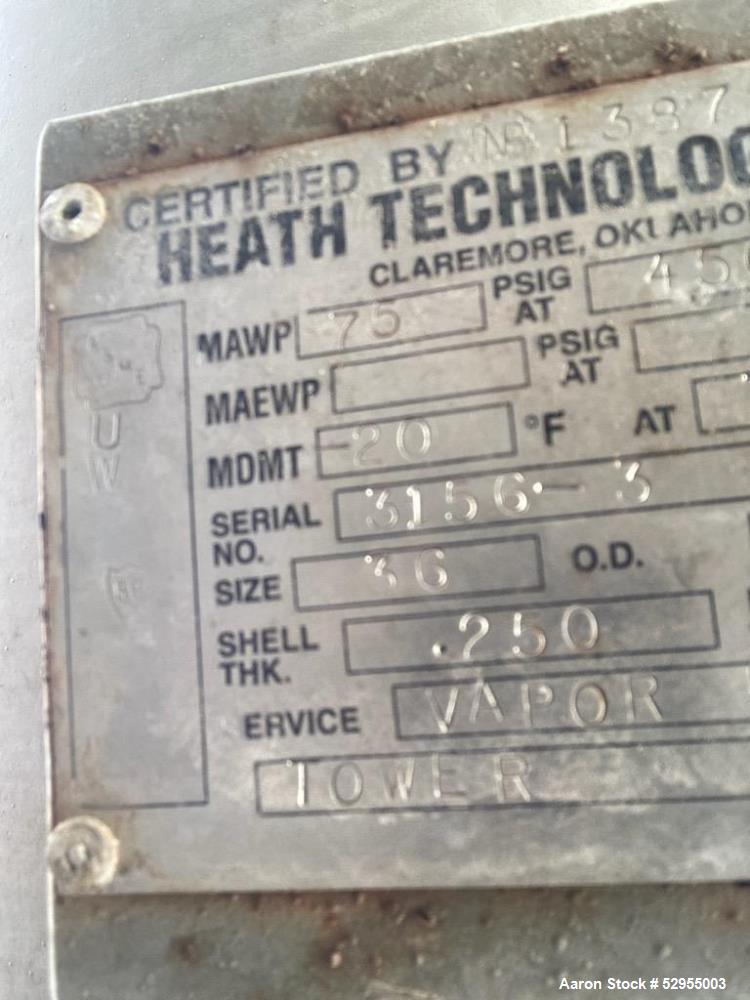 NB 1387
CERTIFIED BY
HEATH TECHNOLOG
CLAREMORE, OKLAHO
MAWP 75 PSIG AT 45
MAEWP PSIG AT
MDMT -20 °F AT
SERIAL NO. 3156-3
SIZE 36 O.D.
SHELL THK. .250
ERVICE VAPOR
TOWER
U
W
Aaron Stock # 52955003